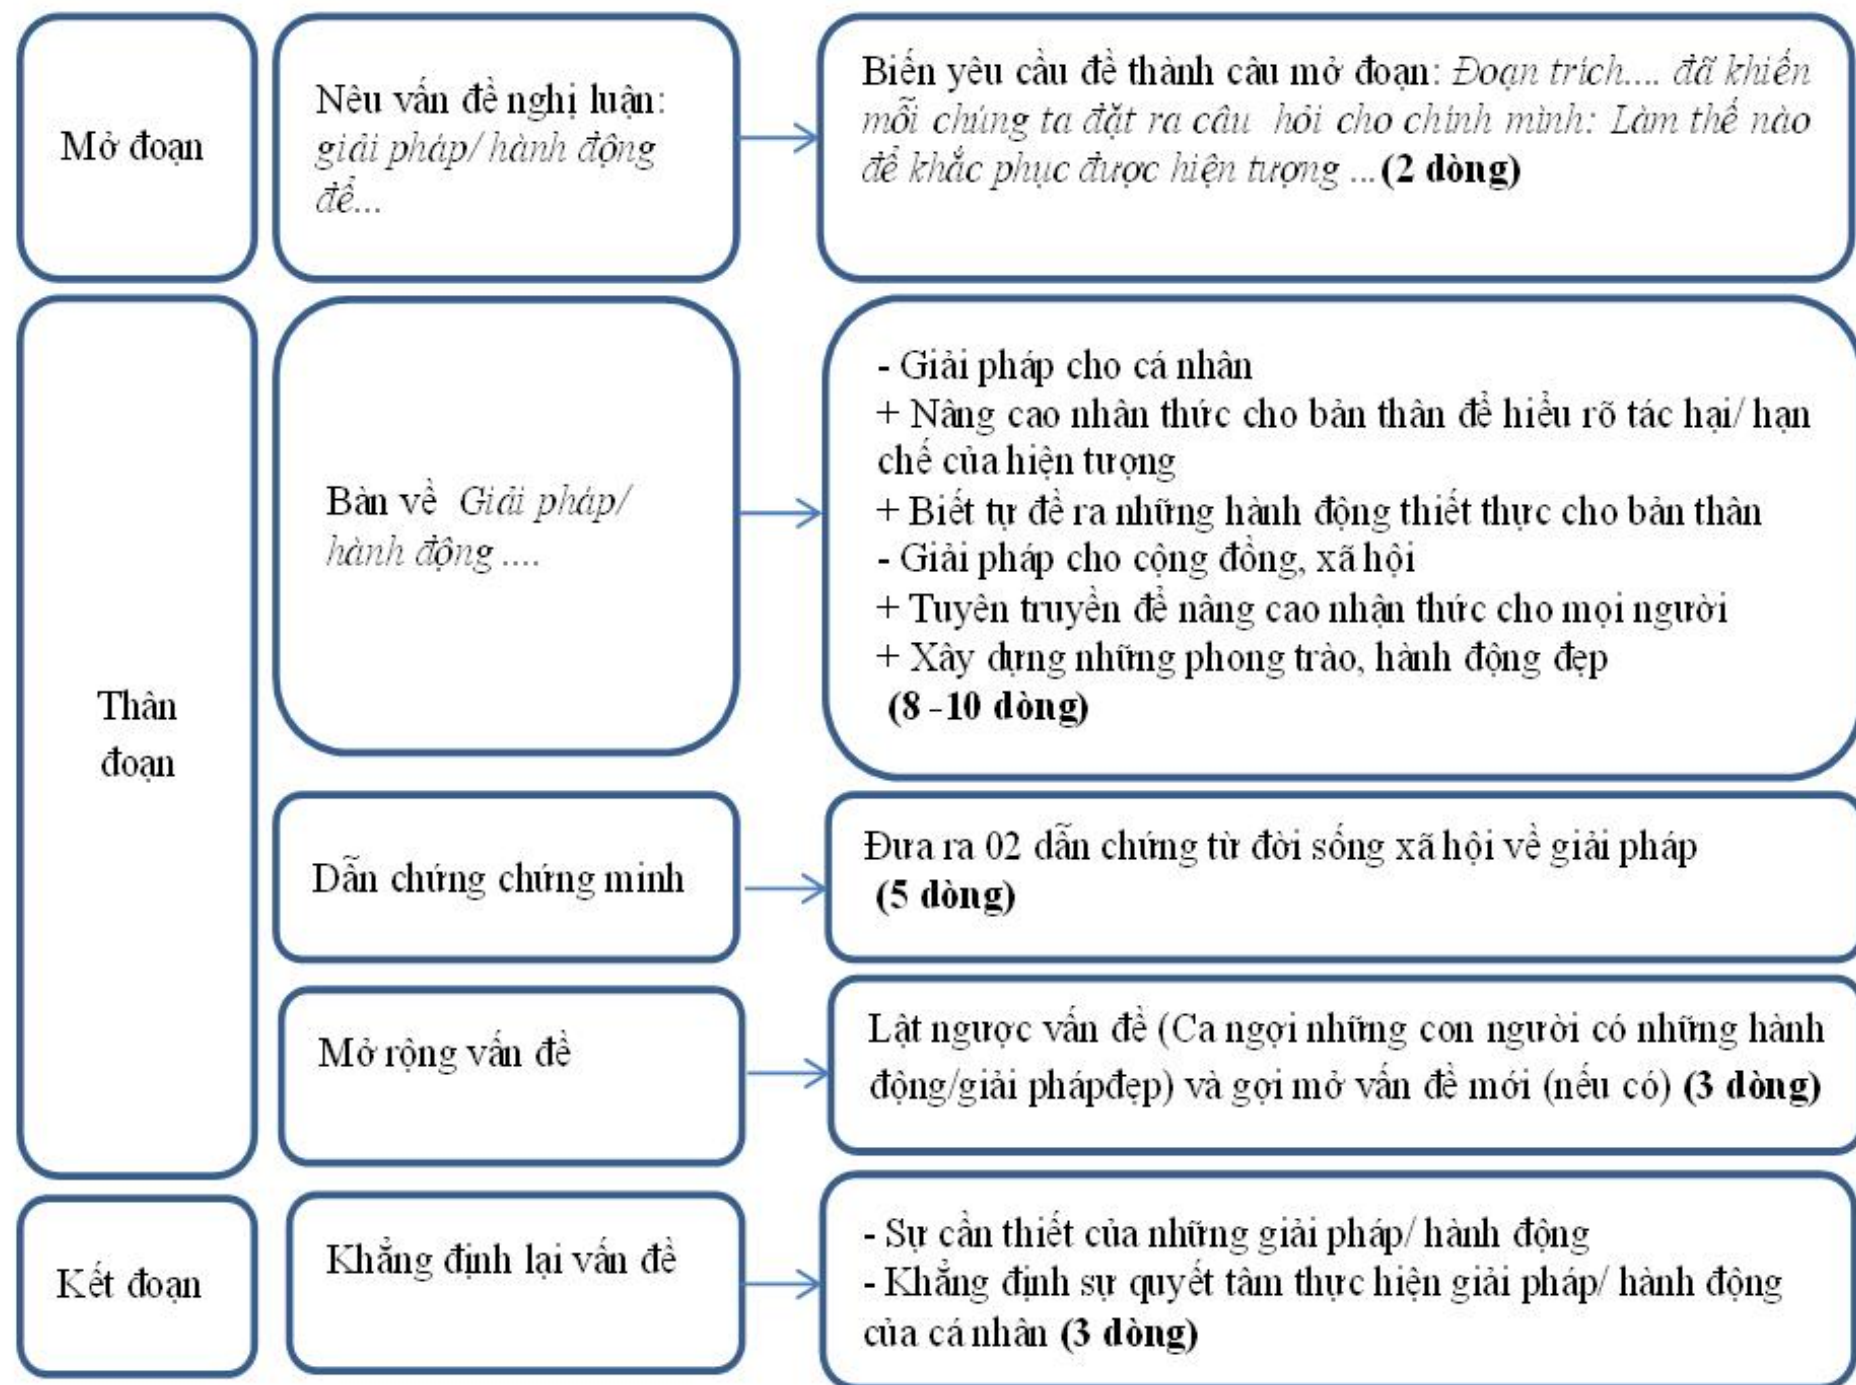 Mở đoạn
Nêu vấn đề nghị luận:
giải pháp/ hành động
để...
Biến yêu cầu đề thành câu mở đoạn: Đoạn trích.... đã khiến
mỗi chúng ta đặt ra câu hỏi cho chính mình: Làm thế nào
để khắc phục được hiện tượng ... (2 dòng)
Thân
đoạn
Bàn về Giải pháp/
hành động ....
- Giải pháp cho cá nhân
+ Nâng cao nhân thức cho bản thân để hiểu rõ tác hại/ hạn
chế của hiện tượng
+ Biết tự đề ra những hành động thiết thực cho bản thân
- Giải pháp cho cộng đồng, xã hội
+ Tuyên truyền để nâng cao nhận thức cho mọi người
+ Xây dựng những phong trào, hành động đẹp
(8 -10 dòng)
Dẫn chứng chứng minh
Đưa ra 02 dẫn chứng từ đời sống xã hội về giải pháp
(5 dòng)
Mở rộng vấn đề
Lật ngược vấn đề (Ca ngợi những con người có những hành
động/giải phápđẹp) và gợi mở vấn đề mới (nếu có) (3 dòng)
Kết đoạn
Khẳng định lại vấn đề
- Sự cần thiết của những giải pháp/ hành động
- Khẳng định sự quyết tâm thực hiện giải pháp/ hành động
của cá nhân (3 dòng)